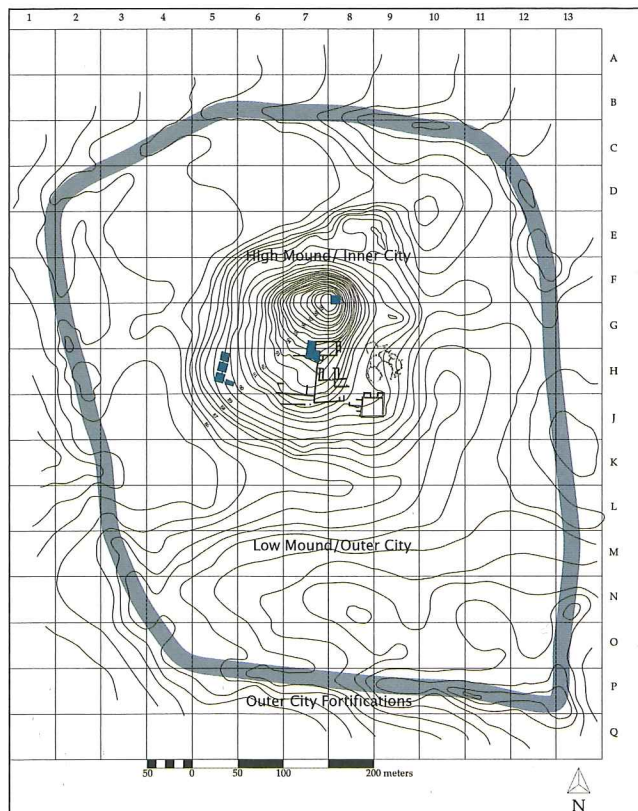 1 2 3 4 5 6 7 8 9 10 11 12 13
A
B
C
D
E
High Mound/ Inner City
F
G
H
J
K
L
Low Mound/Outer City
M
N
O
P
Outer City Fortifications
Q
50 0 50 100 200 meters
N